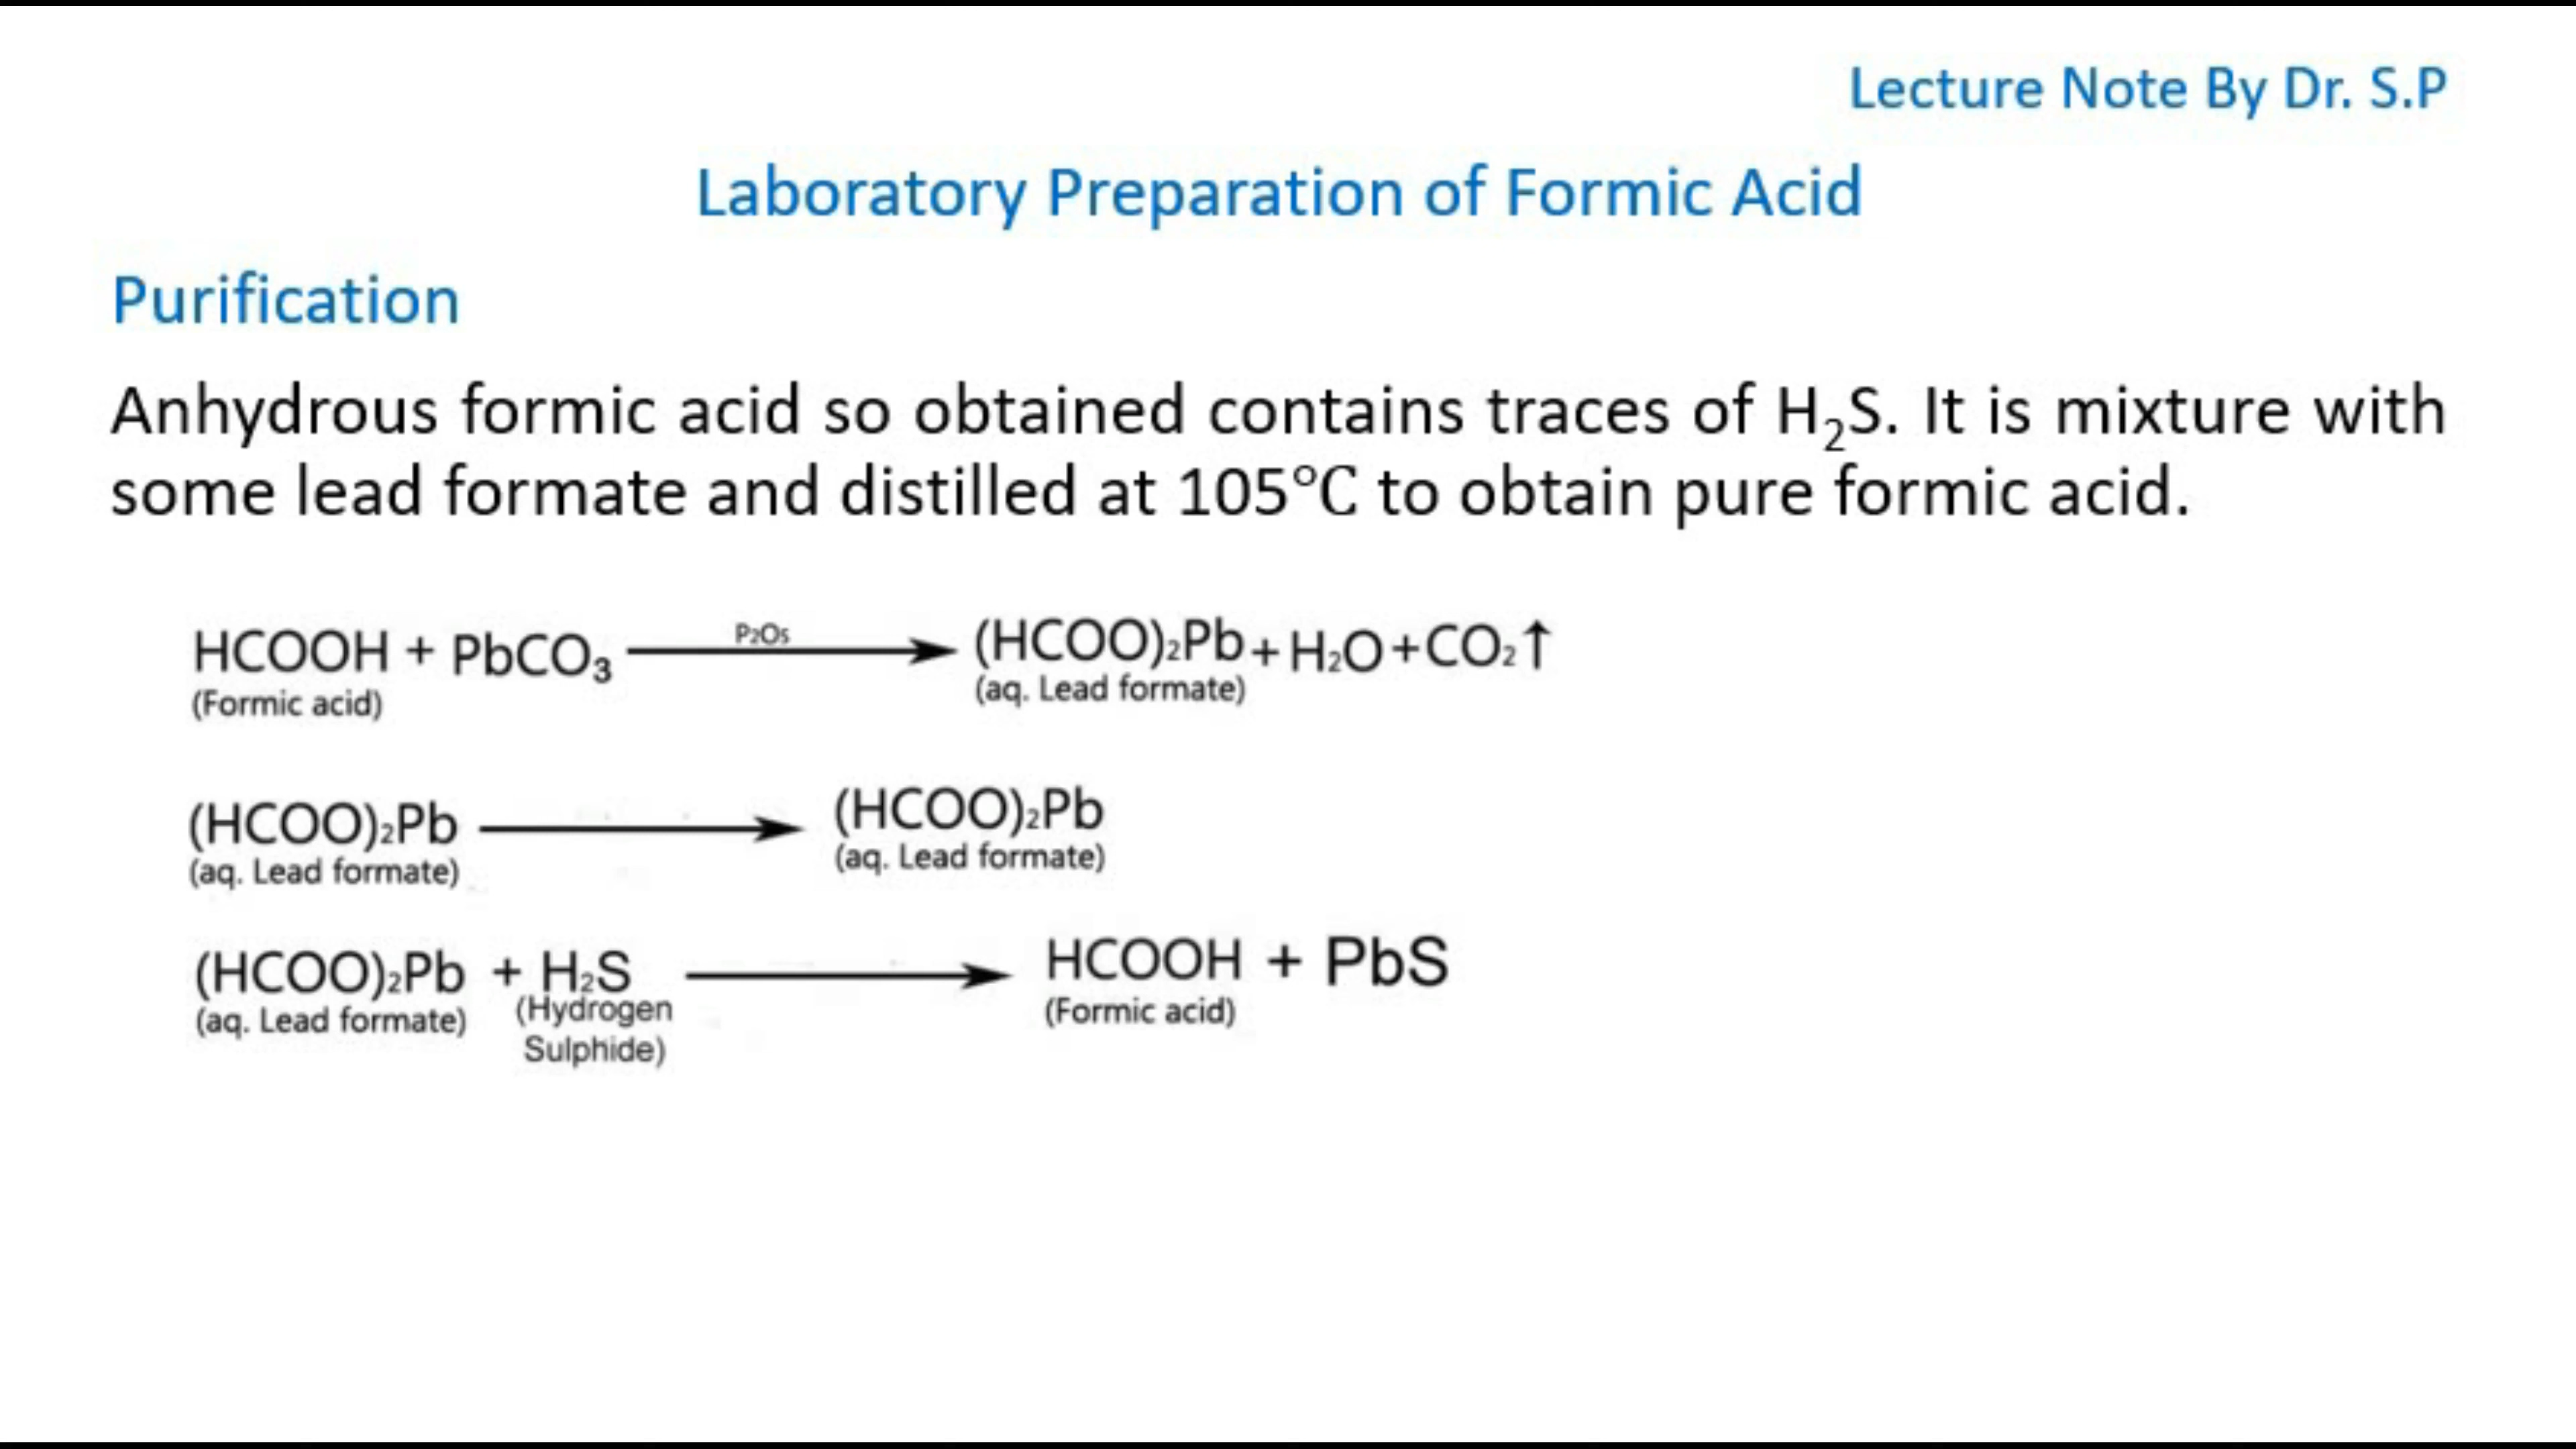 Lecture Note By Dr. S.P
Laboratory Preparation of Formic Acid
Purification
Anhydrous formic acid so obtained contains traces of H₂S. It is mixture with
some lead formate and distilled at 105°C to obtain pure formic acid.
HCOOH + PbCO₃ P₂O₅ → (HCOO)₂Pb + H₂O + CO₂↑
(Formic acid) (aq. Lead formate)
(HCOO)₂Pb → (HCOO)₂Pb
(aq. Lead formate) (aq. Lead formate)
(HCOO)₂Pb + H₂S → HCOOH + PbS
(aq. Lead formate) (Hydrogen (Formic acid)
Sulphide)